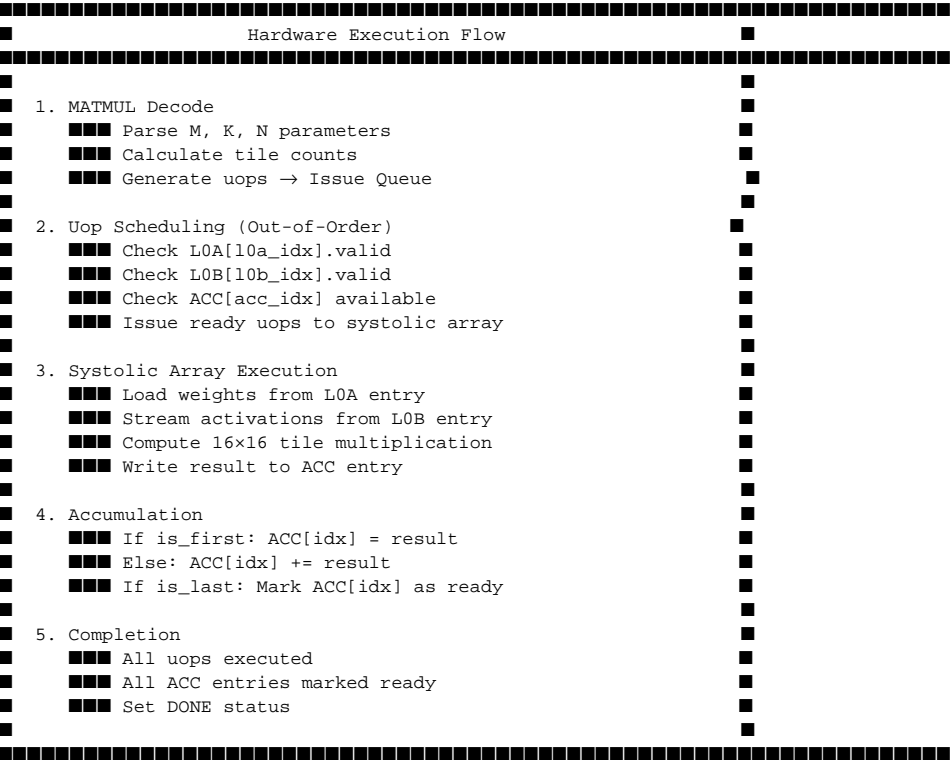 Hardware Execution Flow
1. MATMUL Decode
■■■ Parse M, K, N parameters
■■■ Calculate tile counts
■■■ Generate uops → Issue Queue
2. Uop Scheduling (Out-of-Order)
■■■ Check L0A[l0a_idx].valid
■■■ Check L0B[l0b_idx].valid
■■■ Check ACC[acc_idx] available
■■■ Issue ready uops to systolic array
3. Systolic Array Execution
■■■ Load weights from L0A entry
■■■ Stream activations from L0B entry
■■■ Compute 16×16 tile multiplication
■■■ Write result to ACC entry
4. Accumulation
■■■ If is_first: ACC[idx] = result
■■■ Else: ACC[idx] += result
■■■ If is_last: Mark ACC[idx] as ready
5. Completion
■■■ All uops executed
■■■ All ACC entries marked ready
■■■ Set DONE status